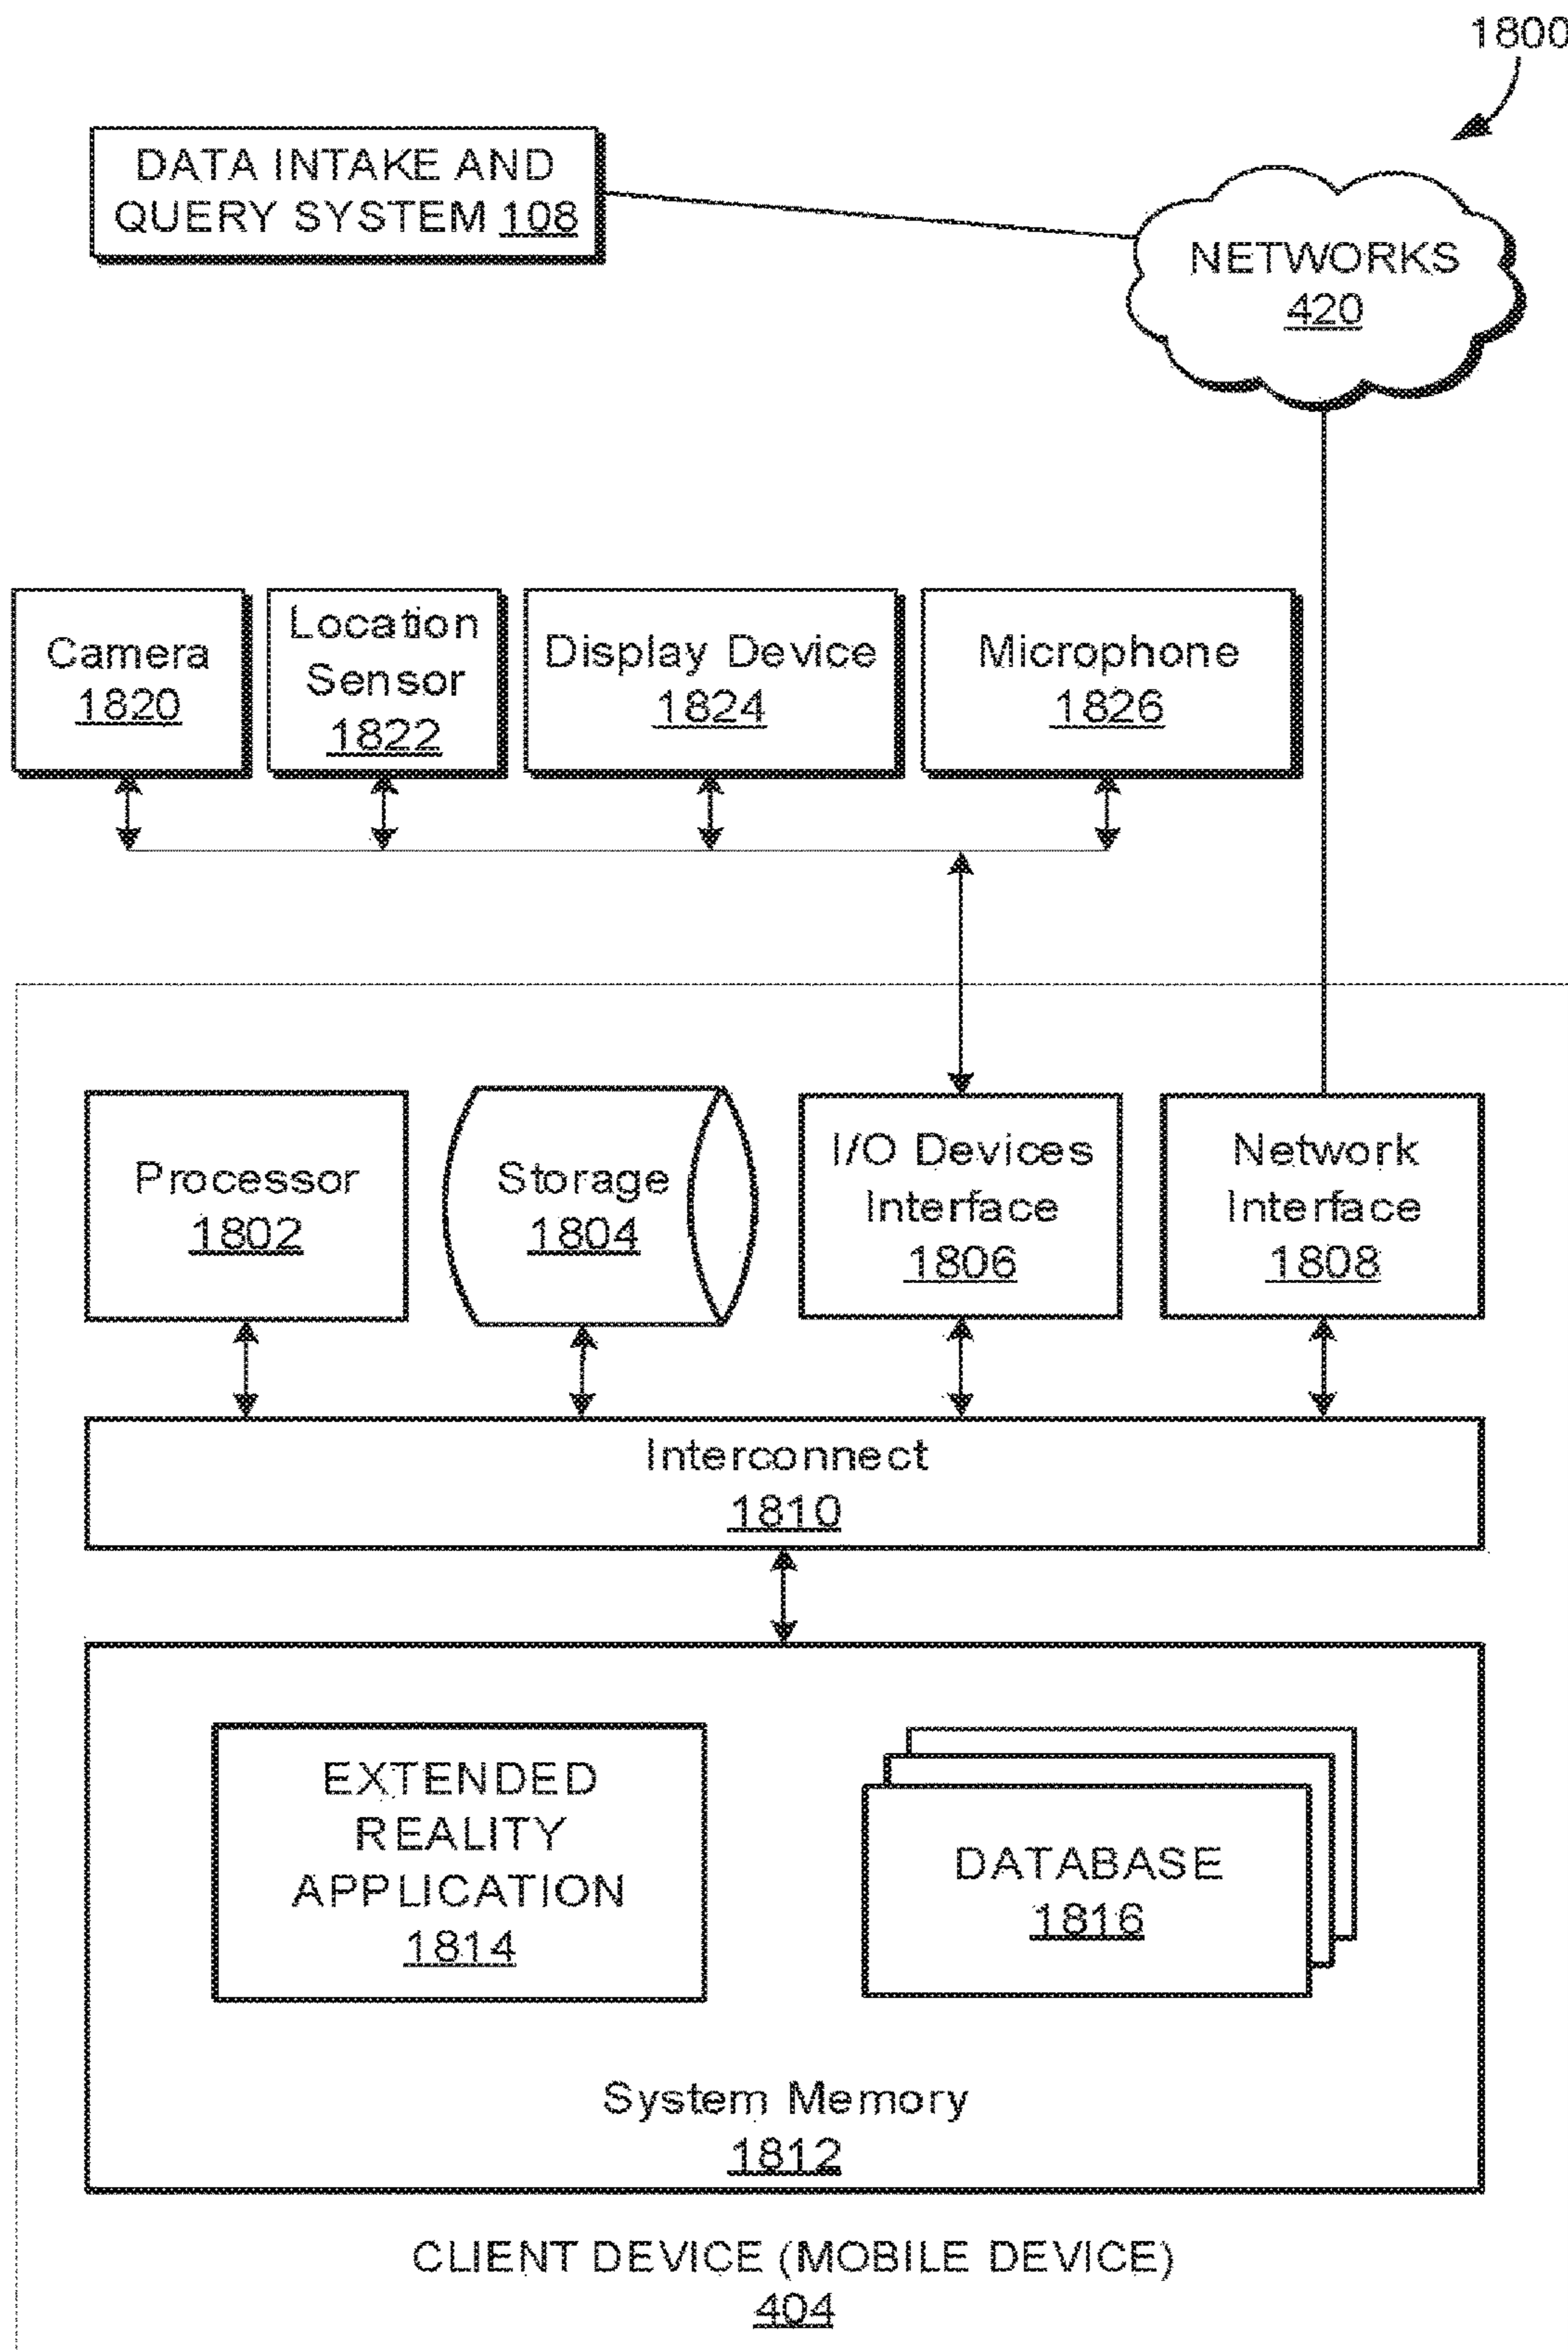 1800
DATA INTAKE AND
QUERY SYSTEM 108
NETWORKS
420
Camera
1820
Location
Sensor
1822
Display Device
1824
Microphone
1826
Processor
1802
Storage
1804
I/O Devices
Interface
1806
Network
Interface
1808
Interconnect
1810
EXTENDED
REALITY
APPLICATION
1814
DATABASE
1816
System Memory
1812
CLIENT DEVICE (MOBILE DEVICE)
404